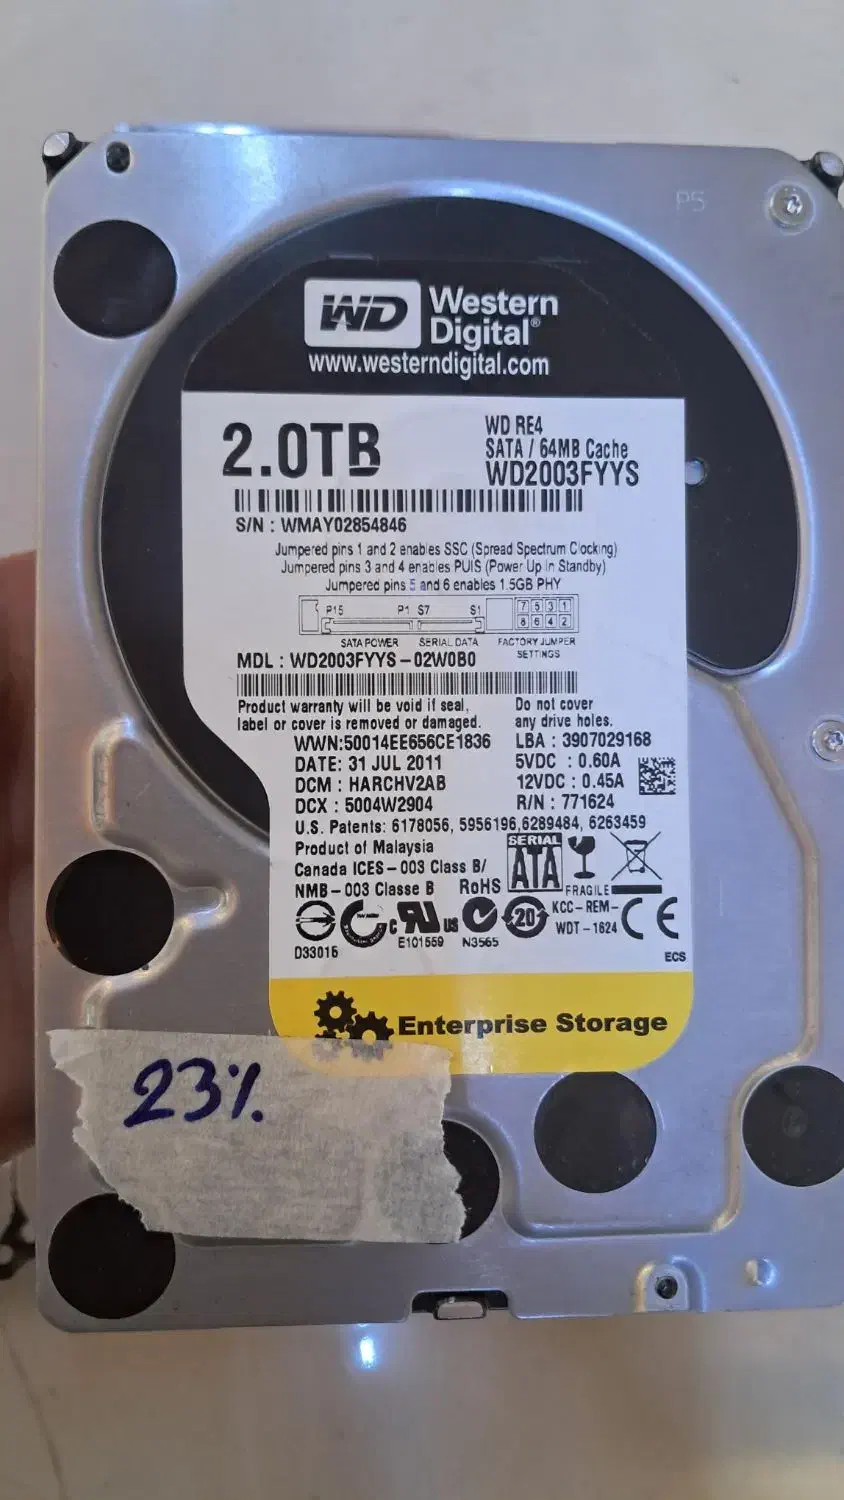 P5
WD Western
Digital®
www.westerndigital.com
2.0TB
WD RE4
SATA / 64MB Cache
WD2003FYYS
S/N : WMAY02854846
Jumpered pins 1 and 2 enables SSC (Spread Spectrum Clocking)
Jumpered pins 3 and 4 enables PUIS (Power Up In Standby)
Jumpered pins 5 and 6 enables 1.5GB PHY
P15 P1 S7 S1
7 5 3 1
8 6 4 2
SATA POWER SERIAL DATA FACTORY JUMPER
SETTINGS
MDL : WD2003FYYS-02W0B0
Product warranty will be void if seal,
label or cover is removed or damaged.
Do not cover
any drive holes.
WWN:50014EE656CE1836
DATE: 31 JUL 2011
DCM : HARCHV2AB
DCX : 5004W2904
LBA : 3907029168
5VDC : 0.60A
12VDC : 0.45A
R/N : 771624
U.S. Patents: 6178056, 5956196,6289484, 6263459
Product of Malaysia
Canada ICES-003 Class B/
NMB-003 Classe B
RoHS
SERIAL
ATA
FRAGILE
D33015
c us
E101559
N3565
20
KCC-REM-
WDT-1624
CE
ECS
Enterprise Storage
23%